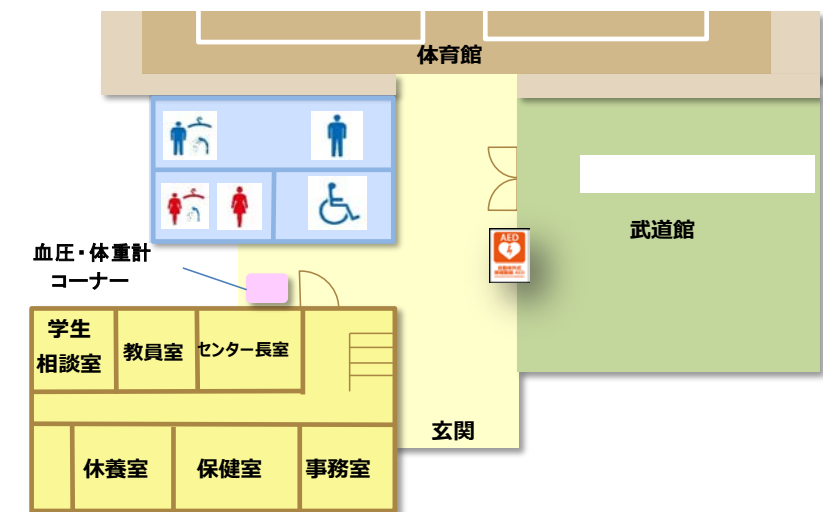 体育館
AED
武道館
血圧・体重計
コーナー
学生
相談室
教員室
センター長室
玄関
休養室
保健室
事務室